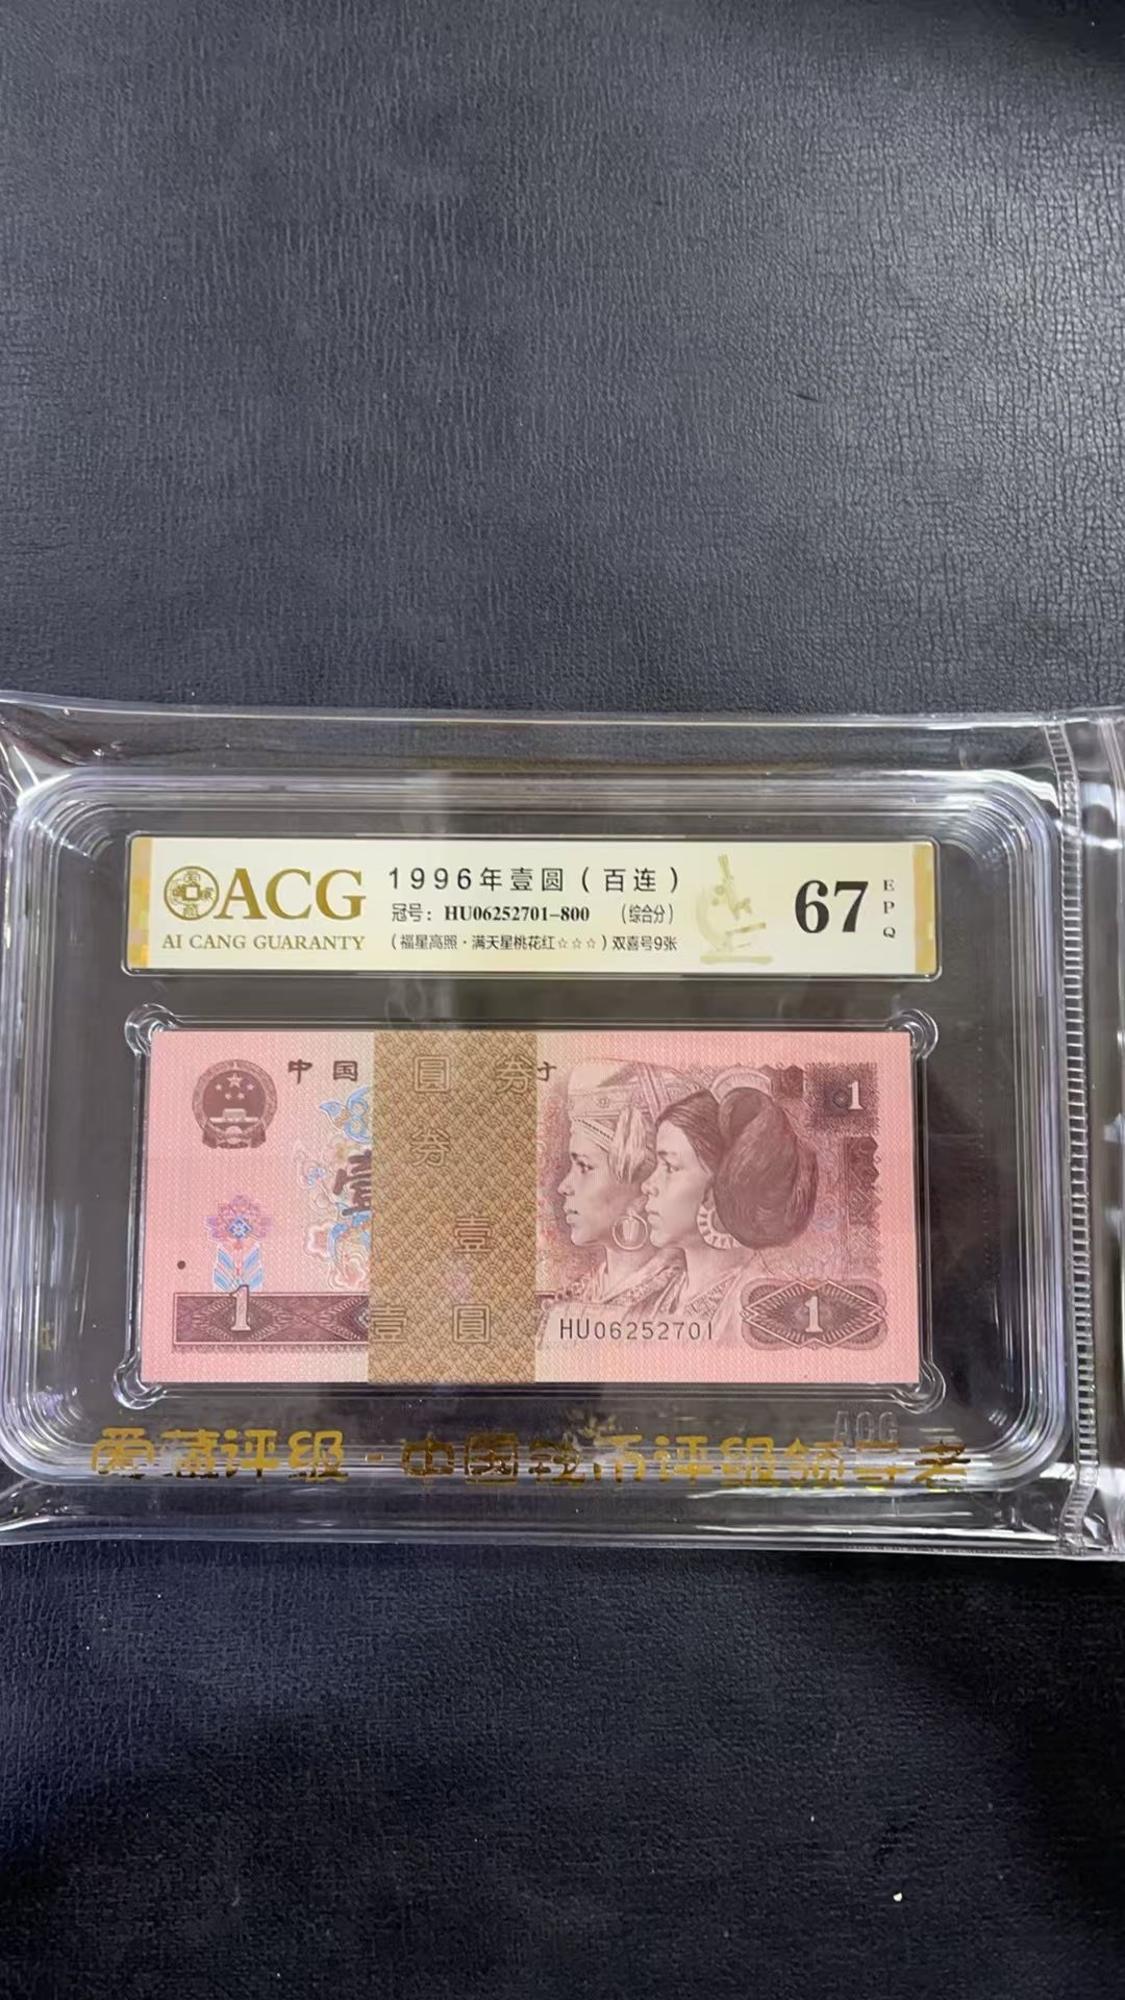 ACG
AI CANG GUARANTY
1996年壹圆（百连）
冠号：HU06252701-800 （综合分）
（福星高照·满天星桃花红☆☆☆）双喜号9张
67
EPQ
中国
1
圆 券
券
壹
壹
壹 圆
1
HU06252701
1
ACG
爱藏评级-中国钱币评级领导者